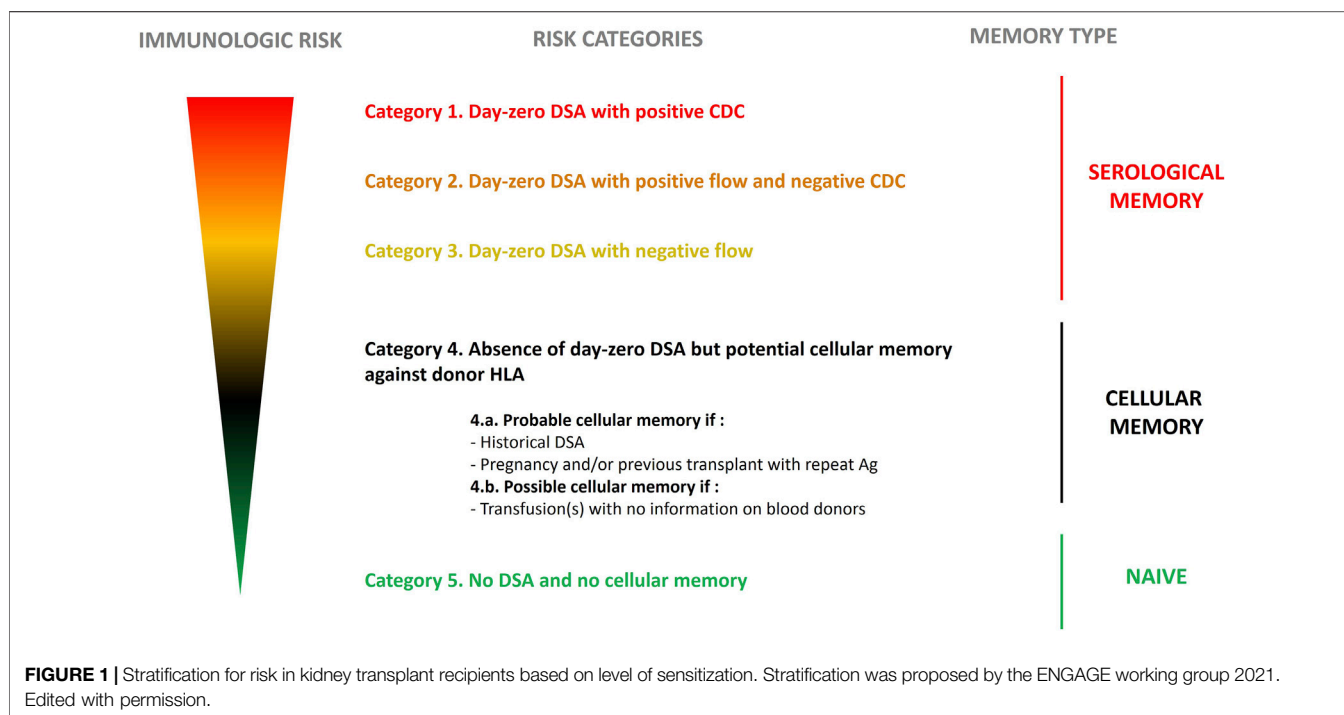 IMMUNOLOGIC RISK
RISK CATEGORIES
MEMORY TYPE
Category 1. Day-zero DSA with positive CDC
Category 2. Day-zero DSA with positive flow and negative CDC
Category 3. Day-zero DSA with negative flow
SEROLOGICAL
MEMORY
Category 4. Absence of day-zero DSA but potential cellular memory
against donor HLA
4.a. Probable cellular memory if :
- Historical DSA
- Pregnancy and/or previous transplant with repeat Ag
4.b. Possible cellular memory if :
- Transfusion(s) with no information on blood donors
CELLULAR
MEMORY
Category 5. No DSA and no cellular memory
NAIVE
FIGURE 1 | Stratification for risk in kidney transplant recipients based on level of sensitization. Stratification was proposed by the ENGAGE working group 2021.
Edited with permission.